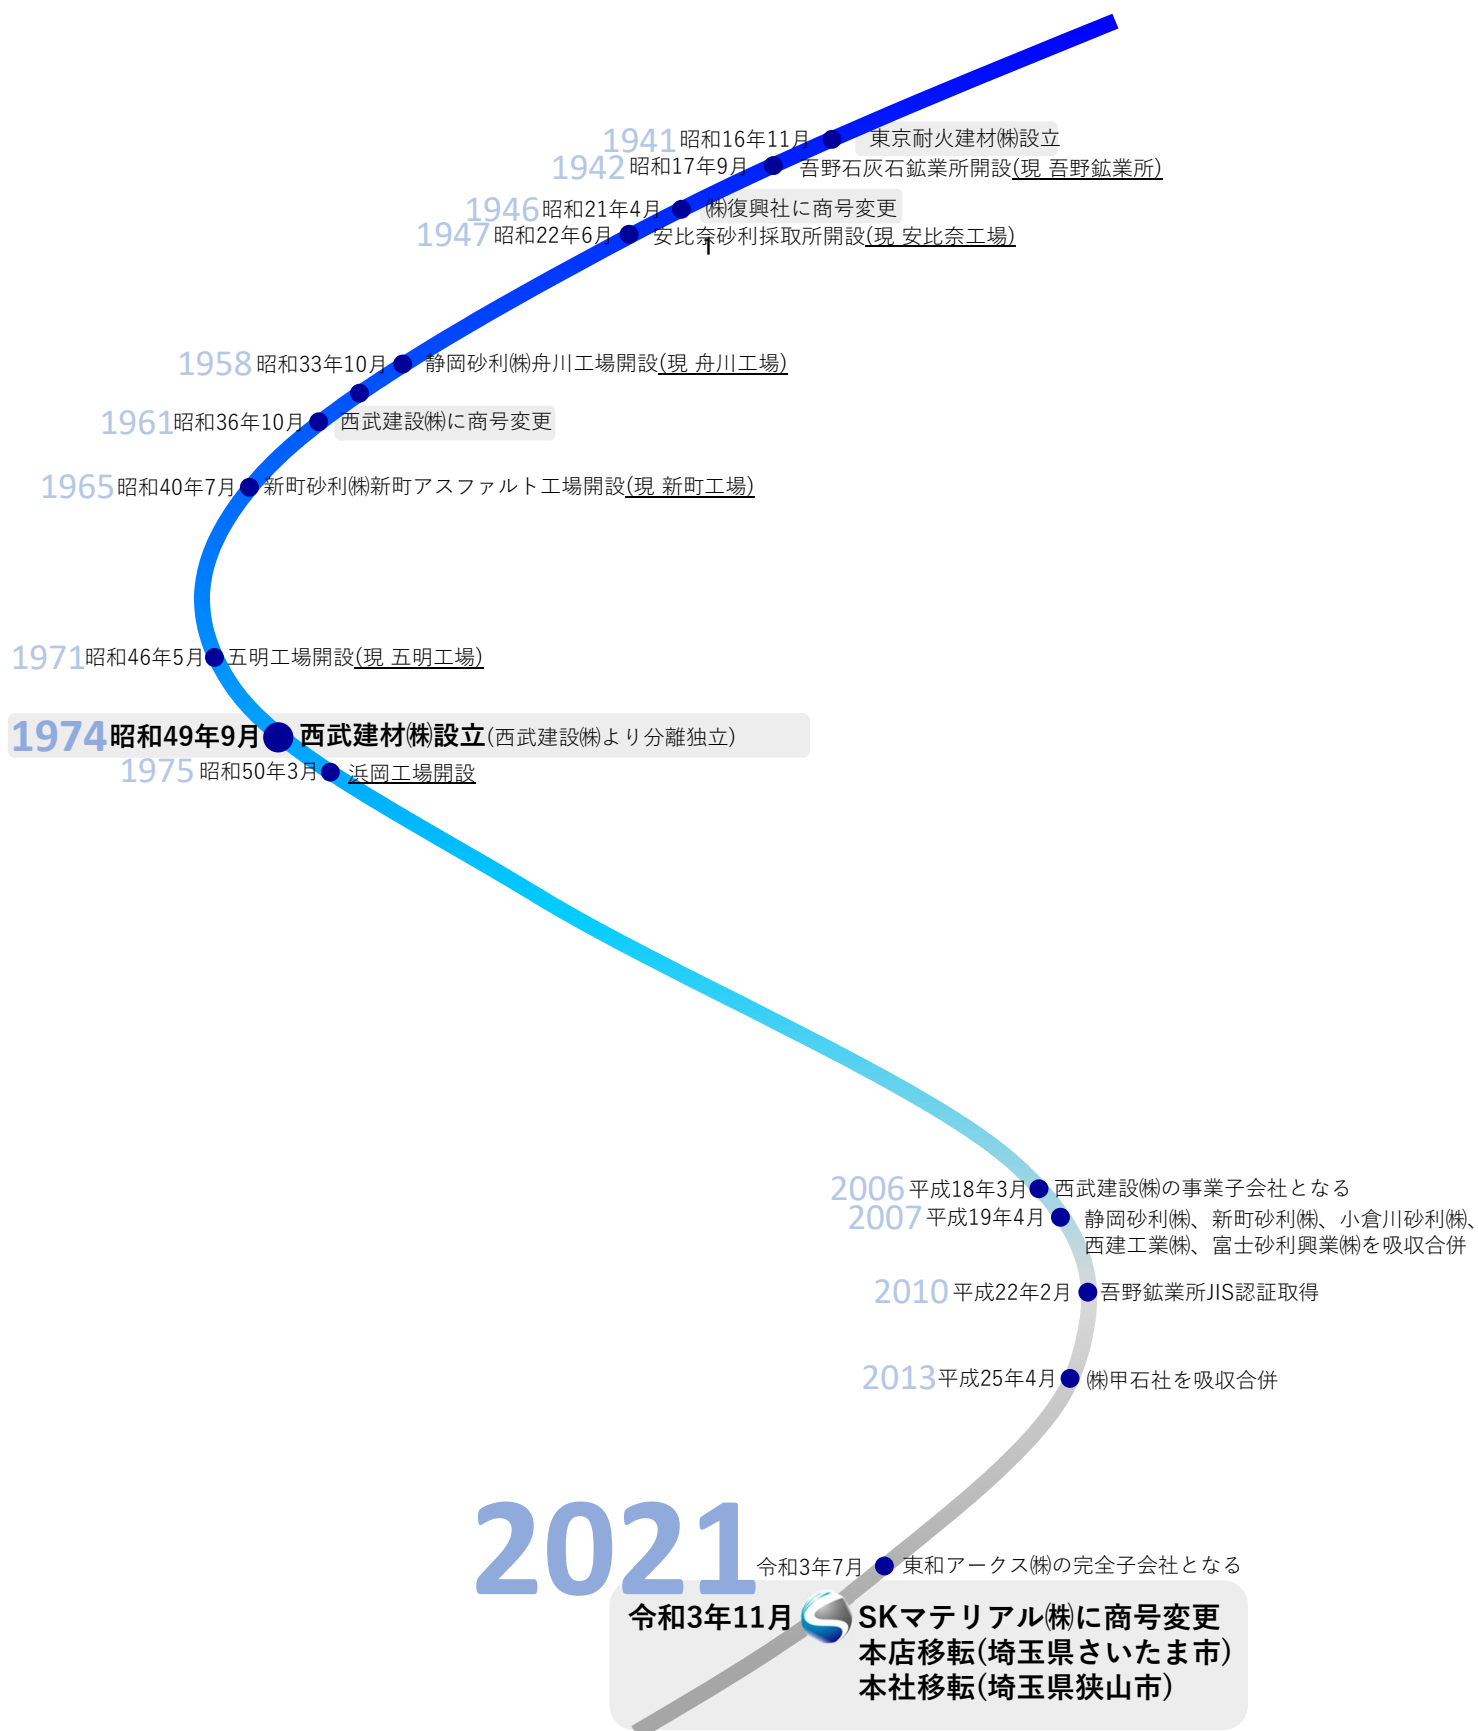 1941 昭和16年11月 東京耐火建材㈱設立
1942 昭和17年9月 吾野石灰石鉱業所開設(現 吾野鉱業所)
1946 昭和21年4月 ㈱復興社に商号変更
1947 昭和22年6月 安比奈砂利採取所開設(現 安比奈工場)
1
1958 昭和33年10月 静岡砂利㈱舟川工場開設(現 舟川工場)
1961 昭和36年10月 西武建設㈱に商号変更
1965 昭和40年7月 新町砂利㈱新町アスファルト工場開設(現 新町工場)
1971 昭和46年5月 五明工場開設(現 五明工場)
1974 昭和49年9月 西武建材㈱設立(西武建設㈱より分離独立)
1975 昭和50年3月 浜岡工場開設
2006 平成18年3月 西武建設㈱の事業子会社となる
2007 平成19年4月 静岡砂利㈱、新町砂利㈱、小倉川砂利㈱、
西建工業㈱、富士砂利興業㈱を吸収合併
2010 平成22年2月 吾野鉱業所JIS認証取得
2013 平成25年4月 ㈱甲石社を吸収合併
2021
令和3年7月 東和アークス㈱の完全子会社となる
令和3年11月 SKマテリアル㈱に商号変更
本店移転(埼玉県さいたま市)
本社移転(埼玉県狭山市)